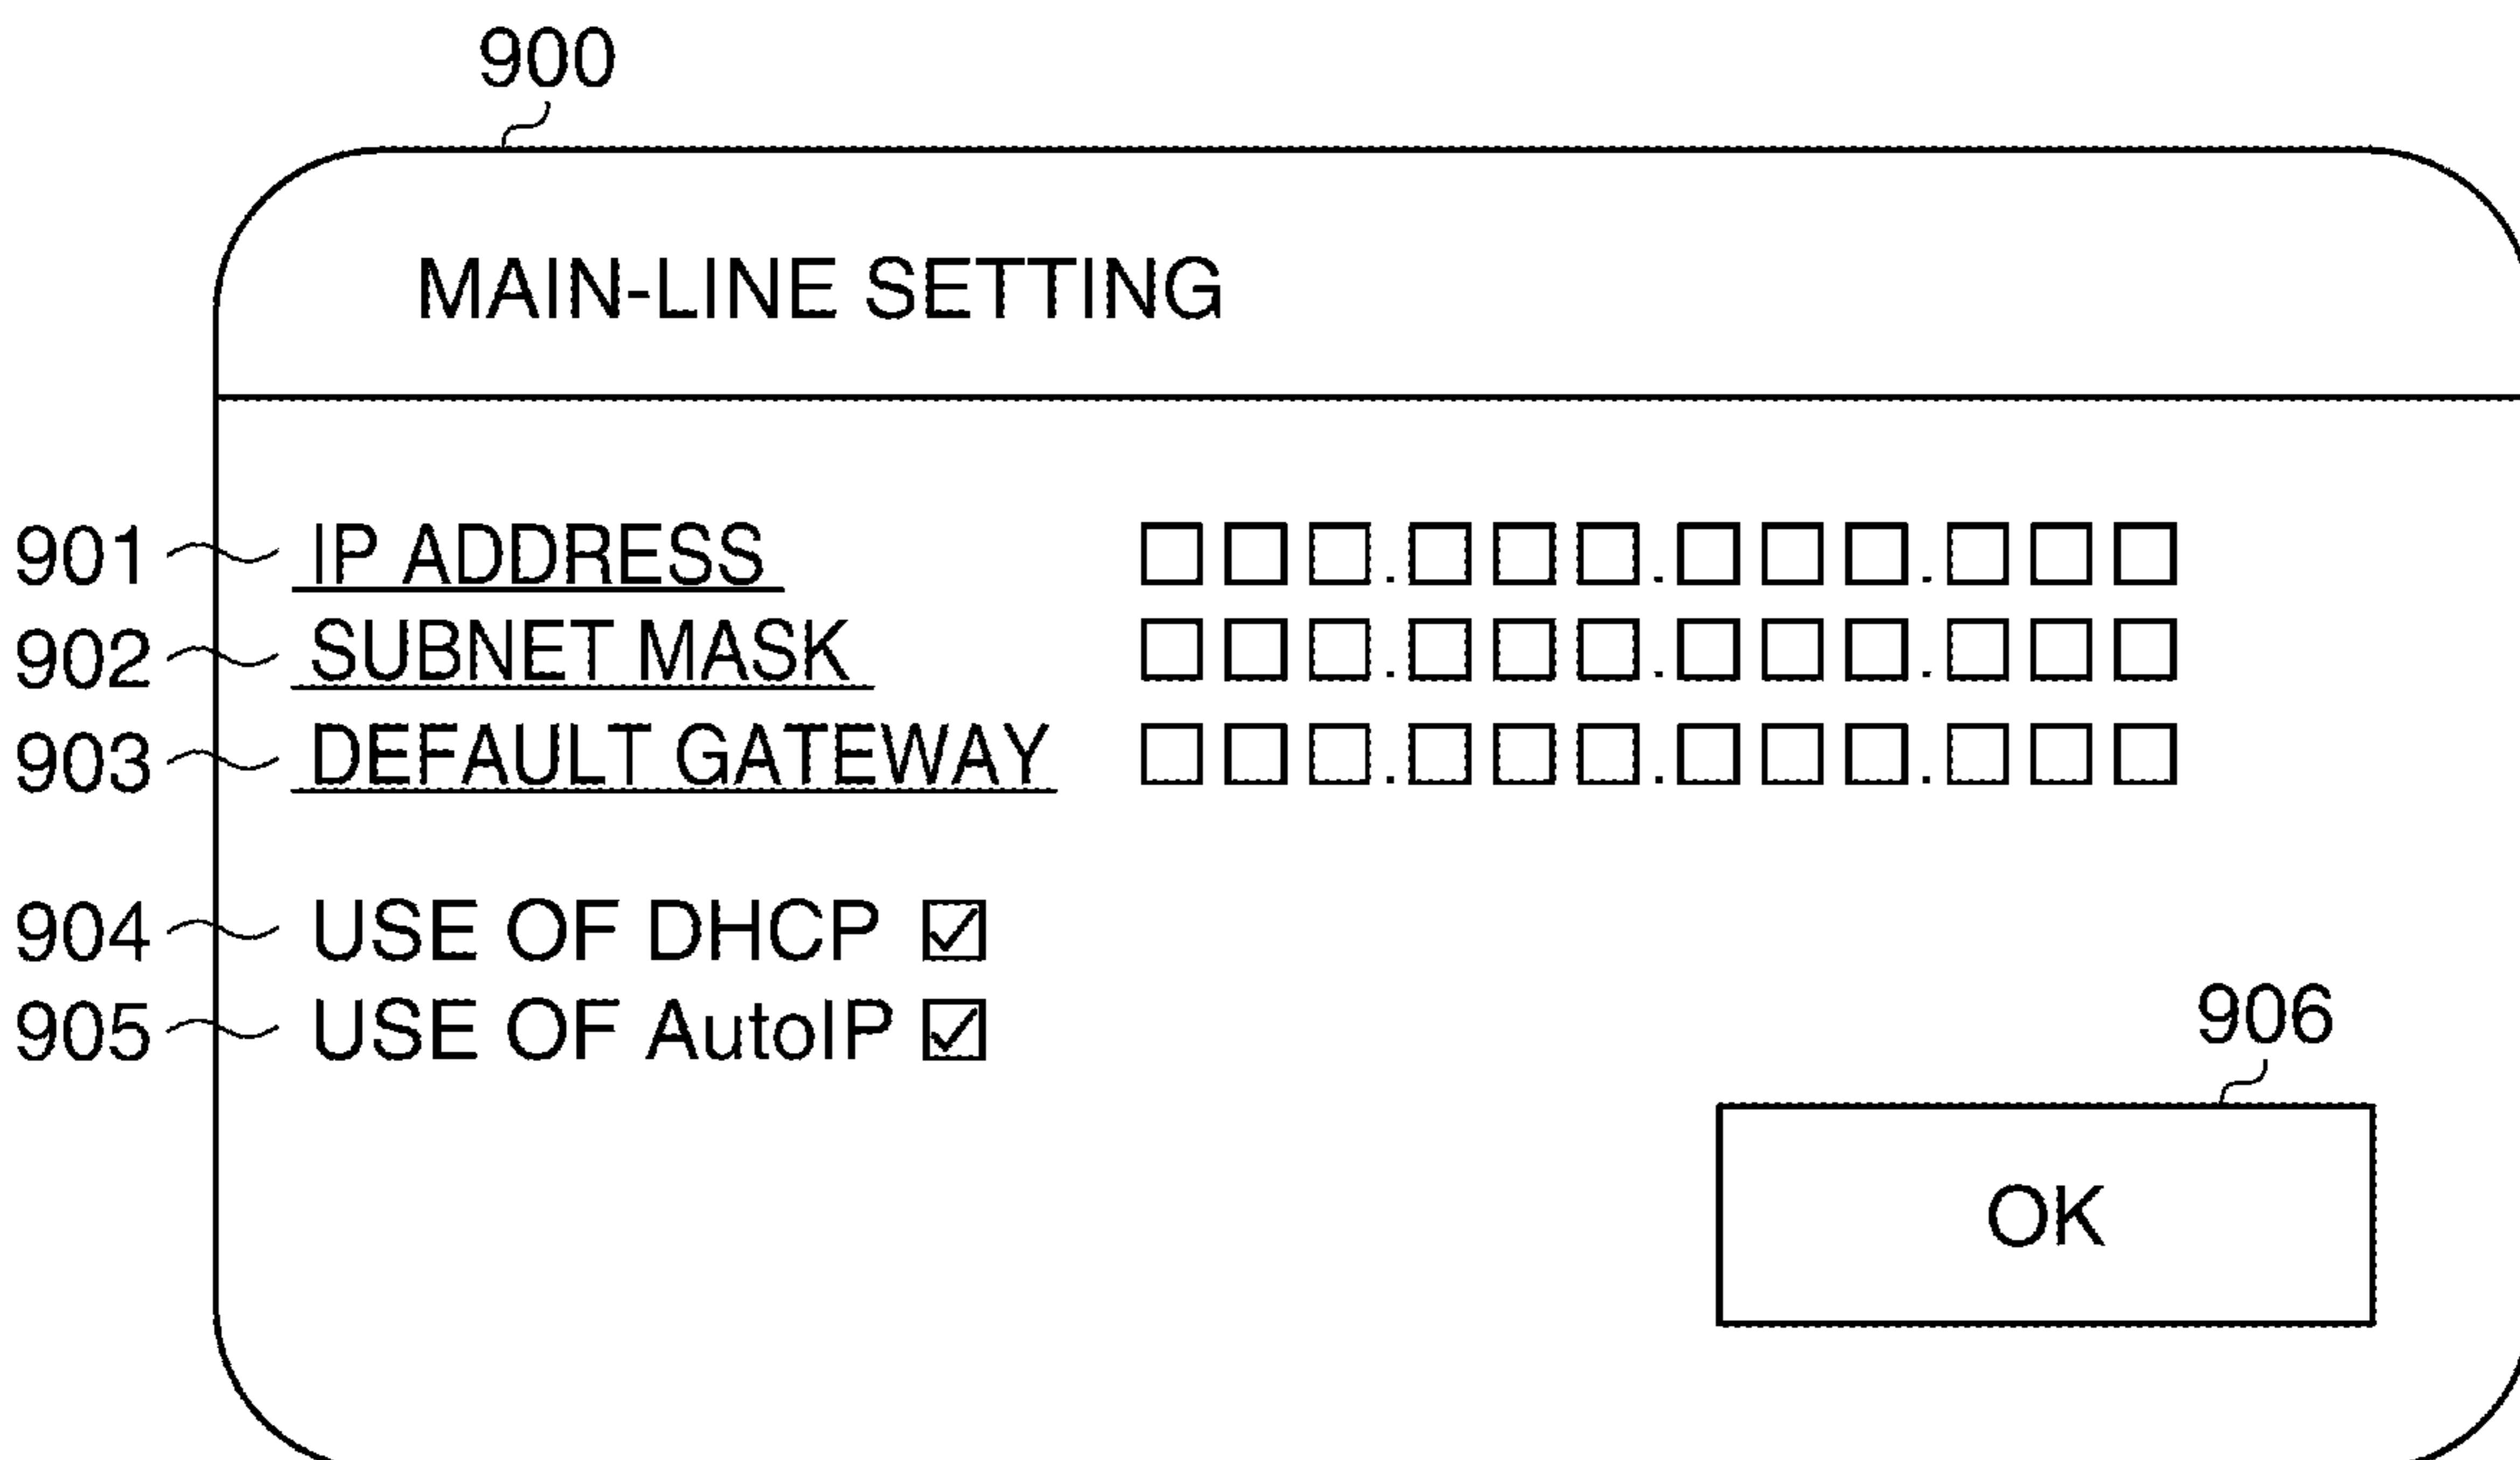 900
MAIN-LINE SETTING
901 IP ADDRESS □□□.□□□.□□□.□□□
902 SUBNET MASK □□□.□□□.□□□.□□□
903 DEFAULT GATEWAY □□□.□□□.□□□.□□□
904 USE OF DHCP ☑
905 USE OF AutoIP ☑
906
OK